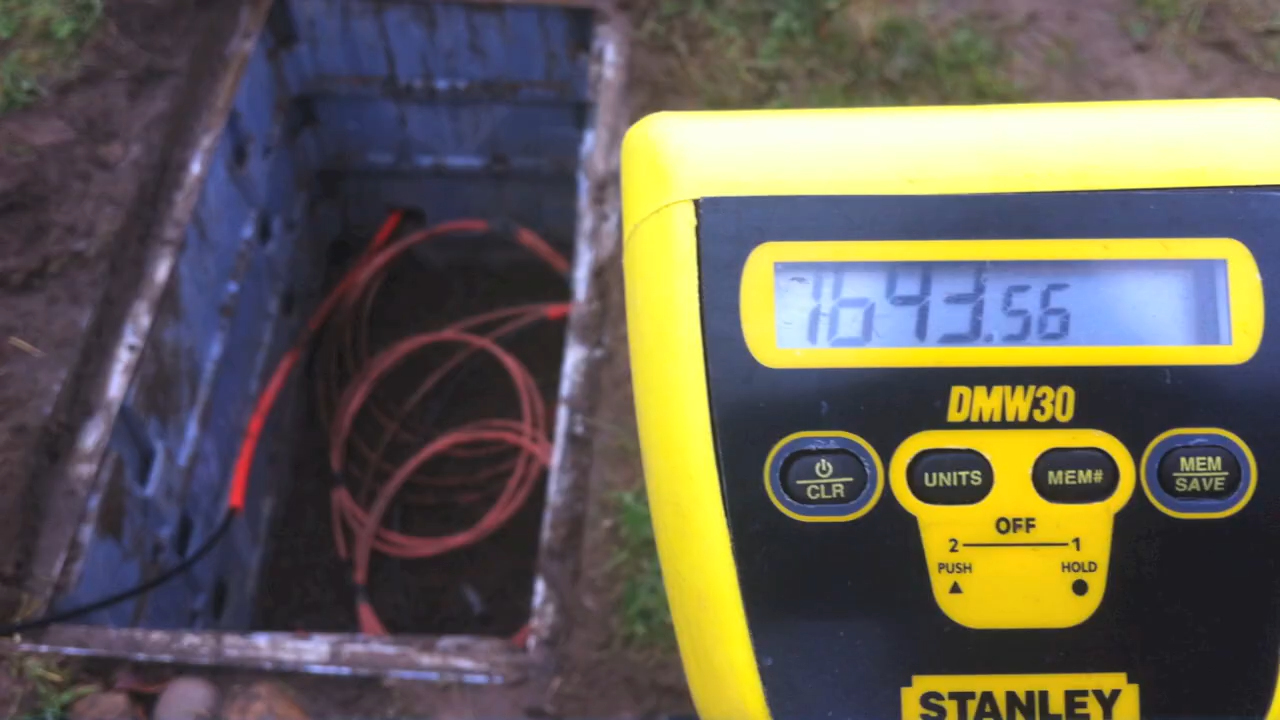 1643.56
DMW30
CLR
UNITS
MEM#
MEM
SAVE
OFF
2 1
PUSH HOLD
STANLEY